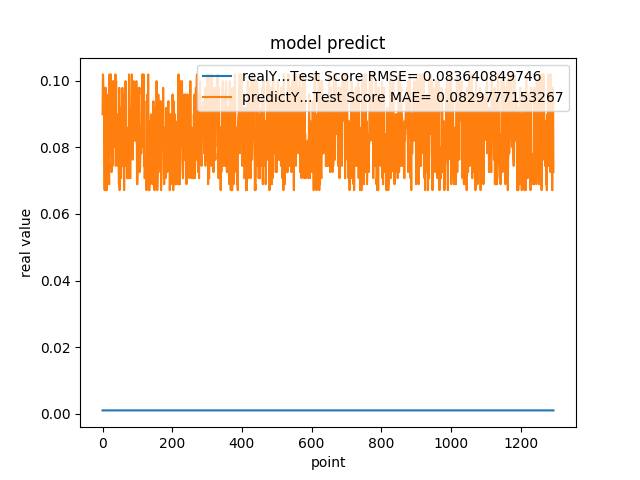 model predict
realY...Test Score RMSE= 0.083640849746
predictY...Test Score MAE= 0.0829777153267
0.10
0.08
0.06
0.04
0.02
0.00
real value
0 200 400 600 800 1000 1200
point